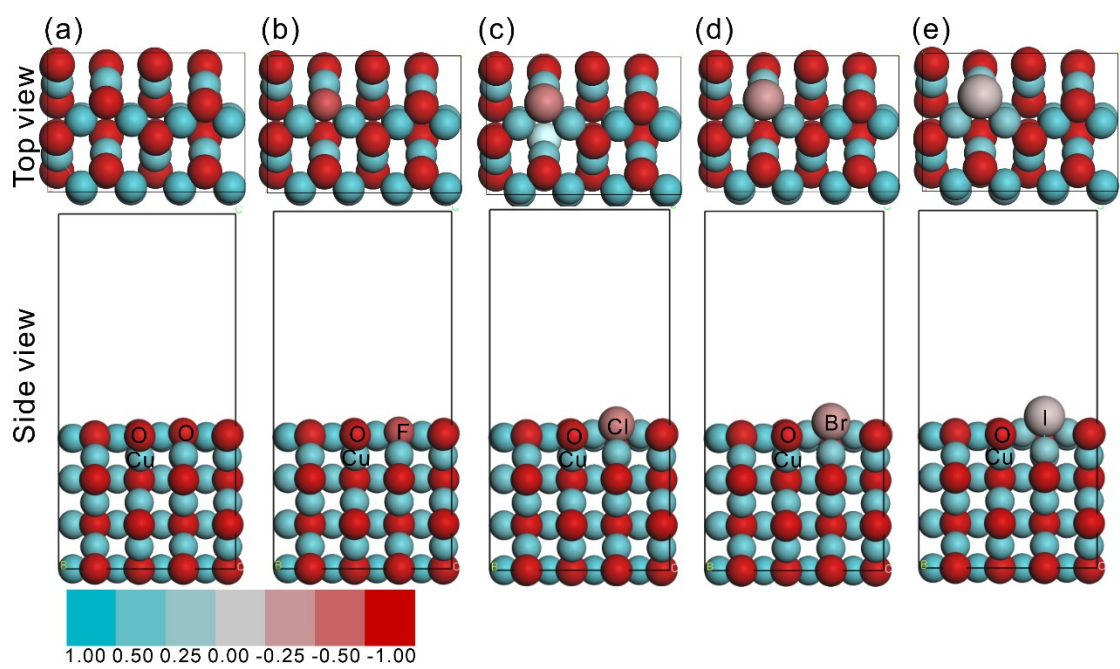 (a) (b) (c) (d) (e)
Top view
C C C C C
Side view
O O O F O Cl O Br O I
Cu Cu Cu Cu Cu
B C B C B C B C B C
1.00 0.50 0.25 0.00 -0.25 -0.50 -1.00